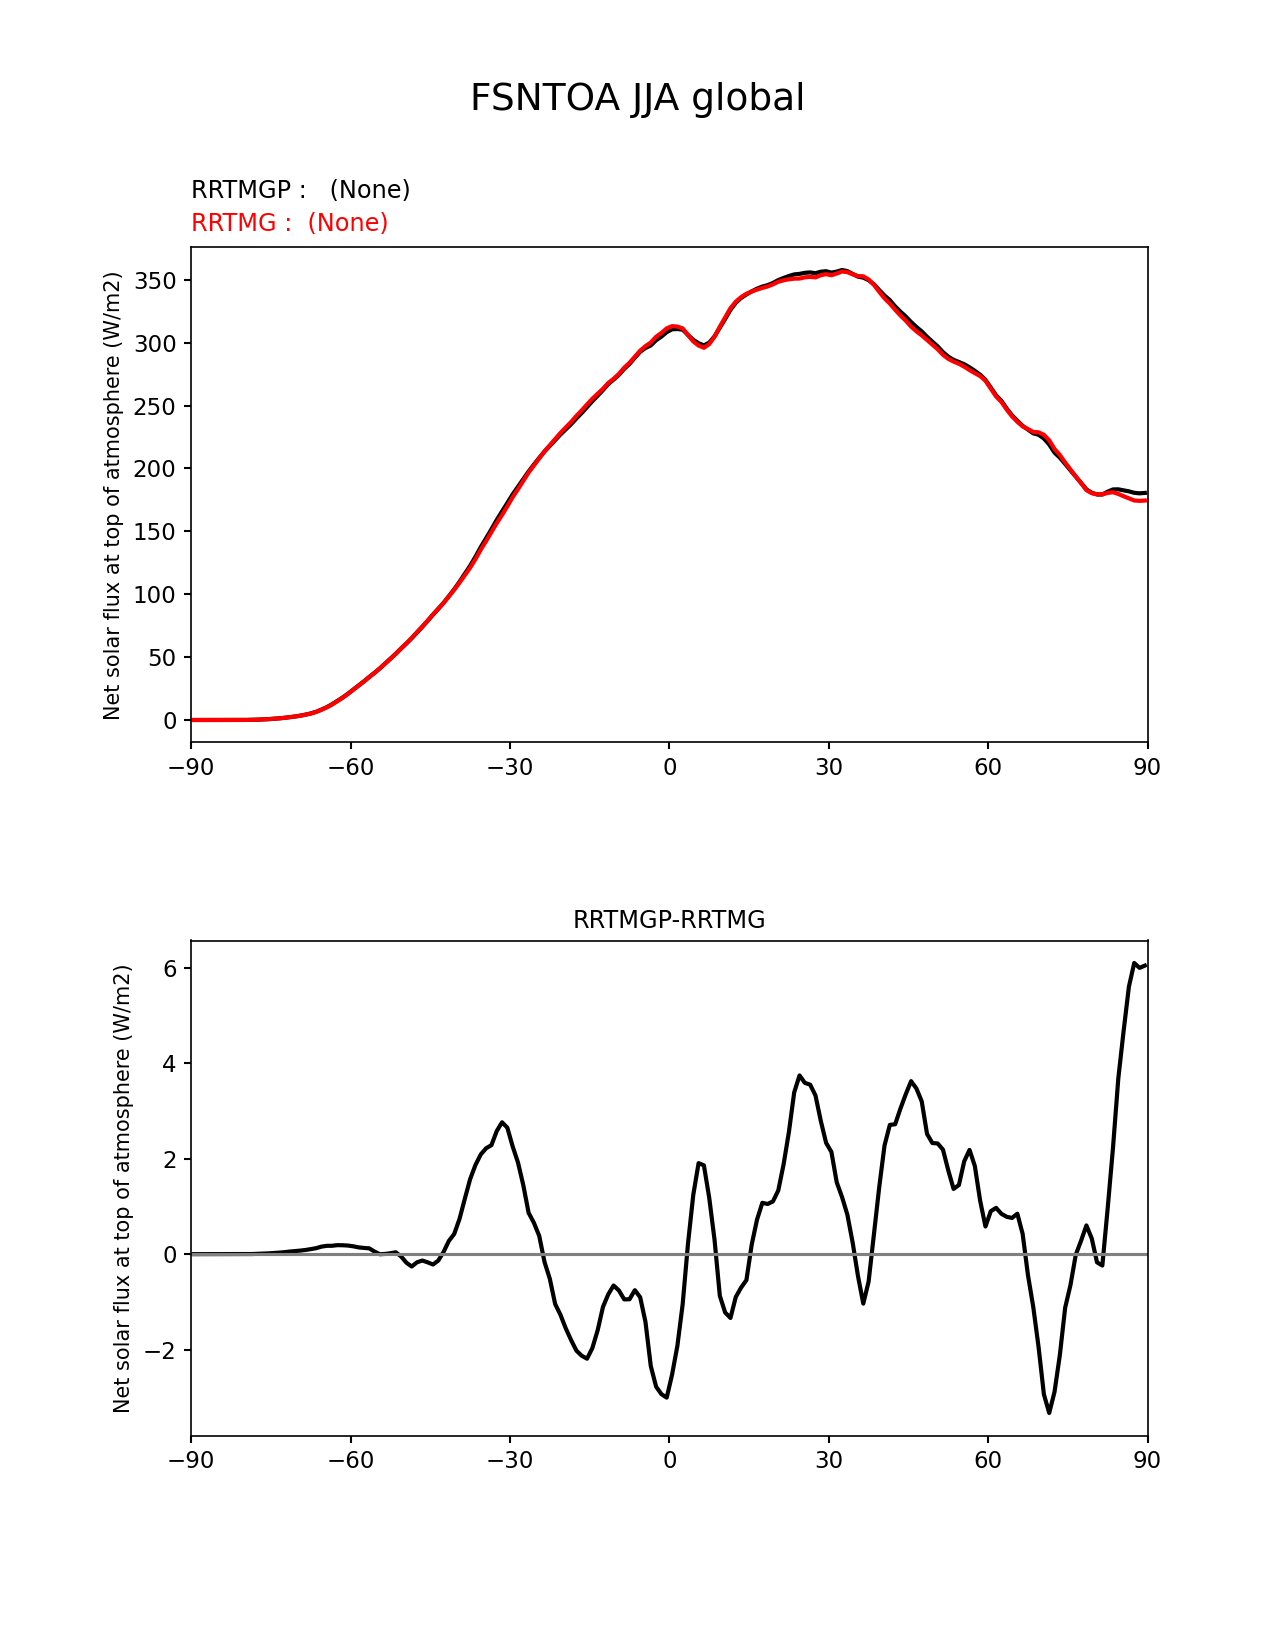 FSNTOA JJA global
RRTMGP :   (None)
RRTMG :  (None)
Net solar flux at top of atmosphere (W/m2)
350
300
250
200
150
100
50
0
−90 −60 −30 0 30 60 90
RRTMGP-RRTMG
Net solar flux at top of atmosphere (W/m2)
6
4
2
0
−2
−90 −60 −30 0 30 60 90